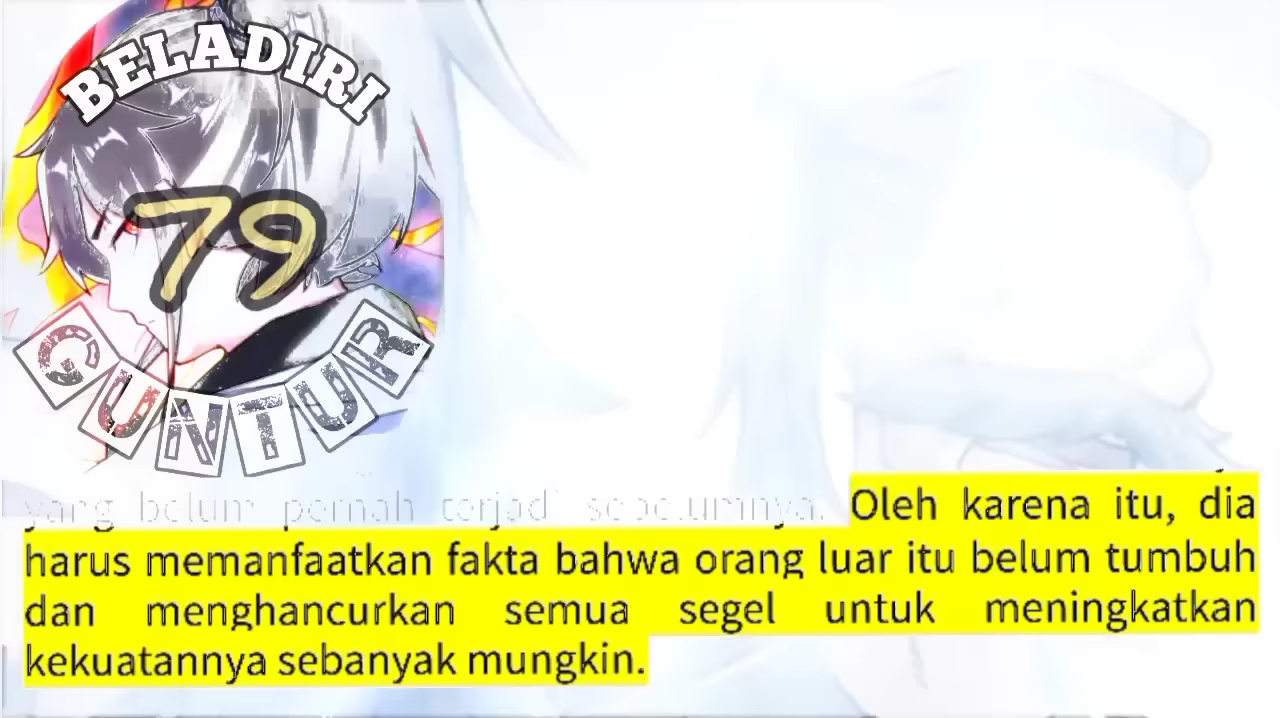 BELADIRI
79
GUNTUR
yang belum pernah terjadi sebelumnya. Oleh karena itu, dia
harus memanfaatkan fakta bahwa orang luar itu belum tumbuh
dan menghancurkan semua segel untuk meningkatkan
kekuatannya sebanyak mungkin.